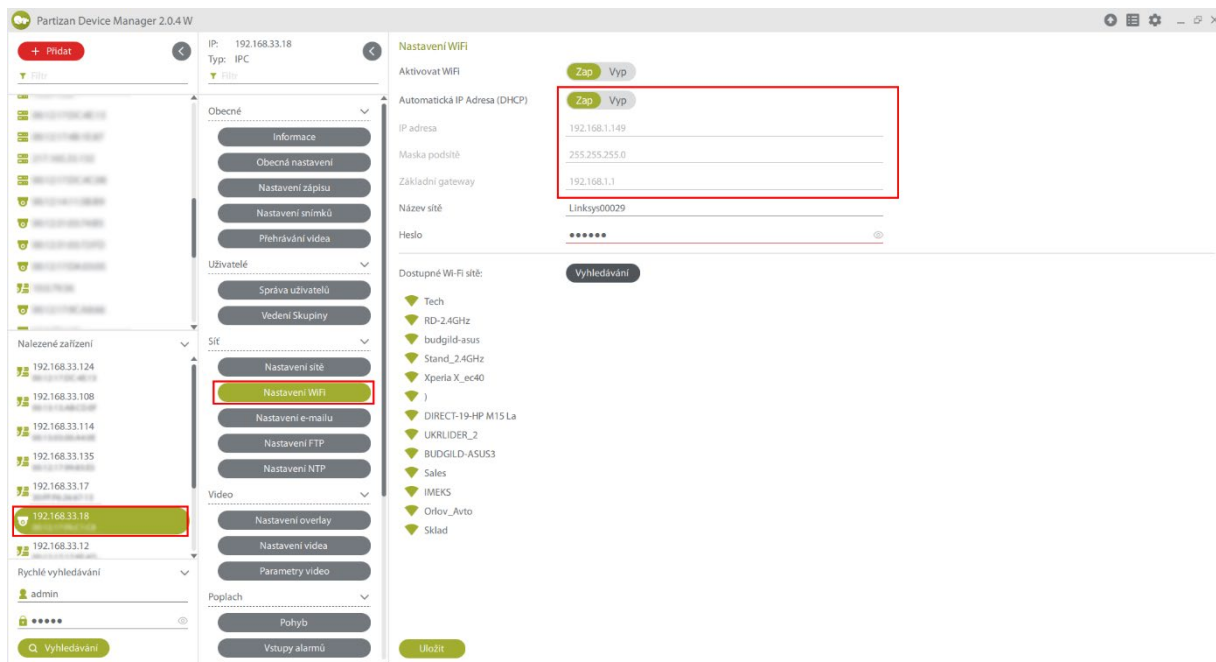 Partizan Device Manager 2.0.4 W
+ Přidat
Filtr
Nalezené zařízení
192.168.33.124
192.168.33.108
192.168.33.114
192.168.33.135
192.168.33.17
192.168.33.18
192.168.33.12
Rychlé vyhledávání
admin
•••••
Vyhledávání
IP: 192.168.33.18
Typ: IPC
Filtr
Obecné
Informace
Obecná nastavení
Nastavení zápisu
Nastavení snímků
Přehrávání videa
Uživatelé
Správa uživatelů
Vedení Skupiny
Síť
Nastavení sítě
Nastavení WiFi
Nastavení e-mailu
Nastavení FTP
Nastavení NTP
Video
Nastavení overlay
Nastavení videa
Parametry video
Poplach
Pohyb
Vstupy alarmů
Nastavení WiFi
Aktivovat WiFi Zap Vyp
Automatická IP Adresa (DHCP) Zap Vyp
IP adresa 192.168.1.149
Maska podsítě 255.255.255.0
Základní gateway 192.168.1.1
Název sítě Linksys00029
Heslo ••••••
Dostupné Wi-Fi sítě: Vyhledávání
Tech
RD-2.4GHz
budgild-asus
Stand_2.4GHz
Xperia X_ec40
)
DIRECT-19-HP M15 La
UKRLIDER_2
BUDGILD-ASUS3
Sales
IMEKS
Orlov_Avto
Sklad
Uložit